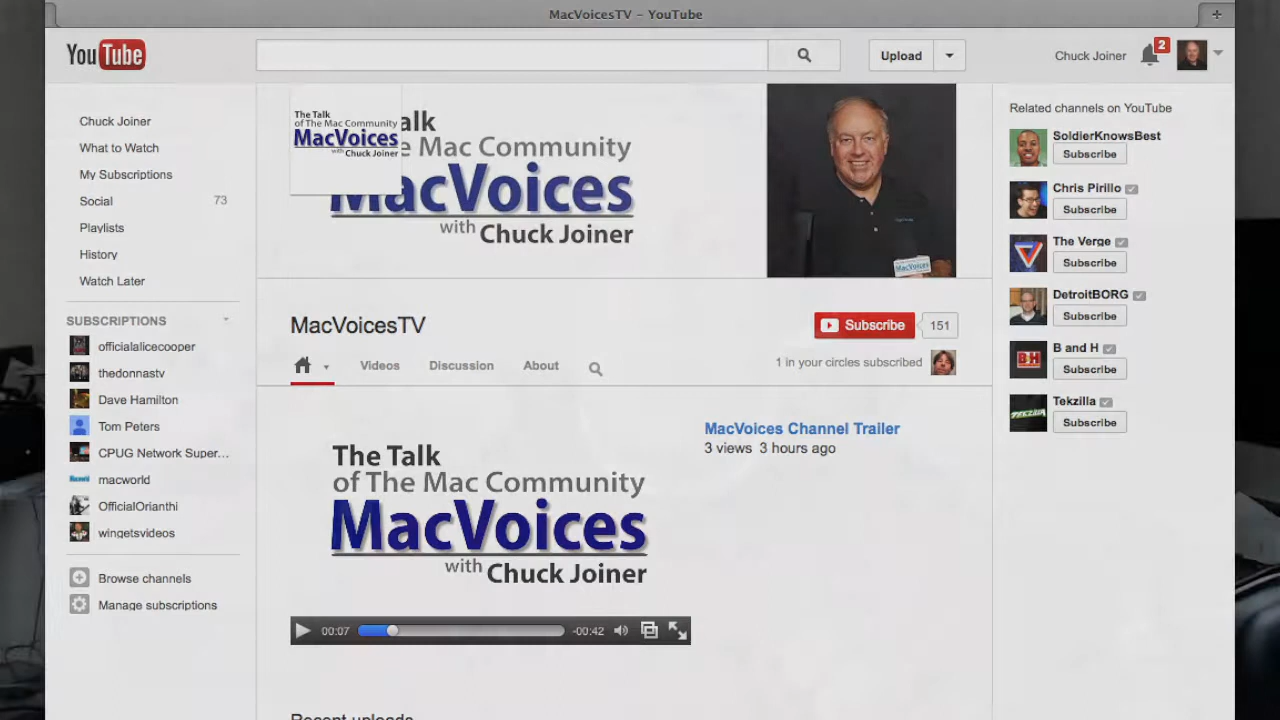 MacVoicesTV – YouTube
+
YouTube
Upload
Chuck Joiner
2
Chuck Joiner
What to Watch
My Subscriptions
Social 73
Playlists
History
Watch Later
SUBSCRIPTIONS
officialalicecooper
thedonnastv
Dave Hamilton
Tom Peters
CPUG Network Super...
macworld
OfficialOrianthi
wingetsvideos
Browse channels
Manage subscriptions
The Talk
of The Mac Community
MacVoices
with Chuck Joiner
alk
e Mac Community
MacVoices
with Chuck Joiner
MacVoices
MacVoicesTV
Subscribe 151
Videos Discussion About
1 in your circles subscribed
The Talk
of The Mac Community
MacVoices
with Chuck Joiner
00:07 -00:42
MacVoices Channel Trailer
3 views 3 hours ago
Recent uploads
Related channels on YouTube
SoldierKnowsBest
Subscribe
Chris Pirillo
Subscribe
The Verge
Subscribe
DetroitBORG
Subscribe
B and H
Subscribe
B&H
Tekzilla
Subscribe
TEKZILLA